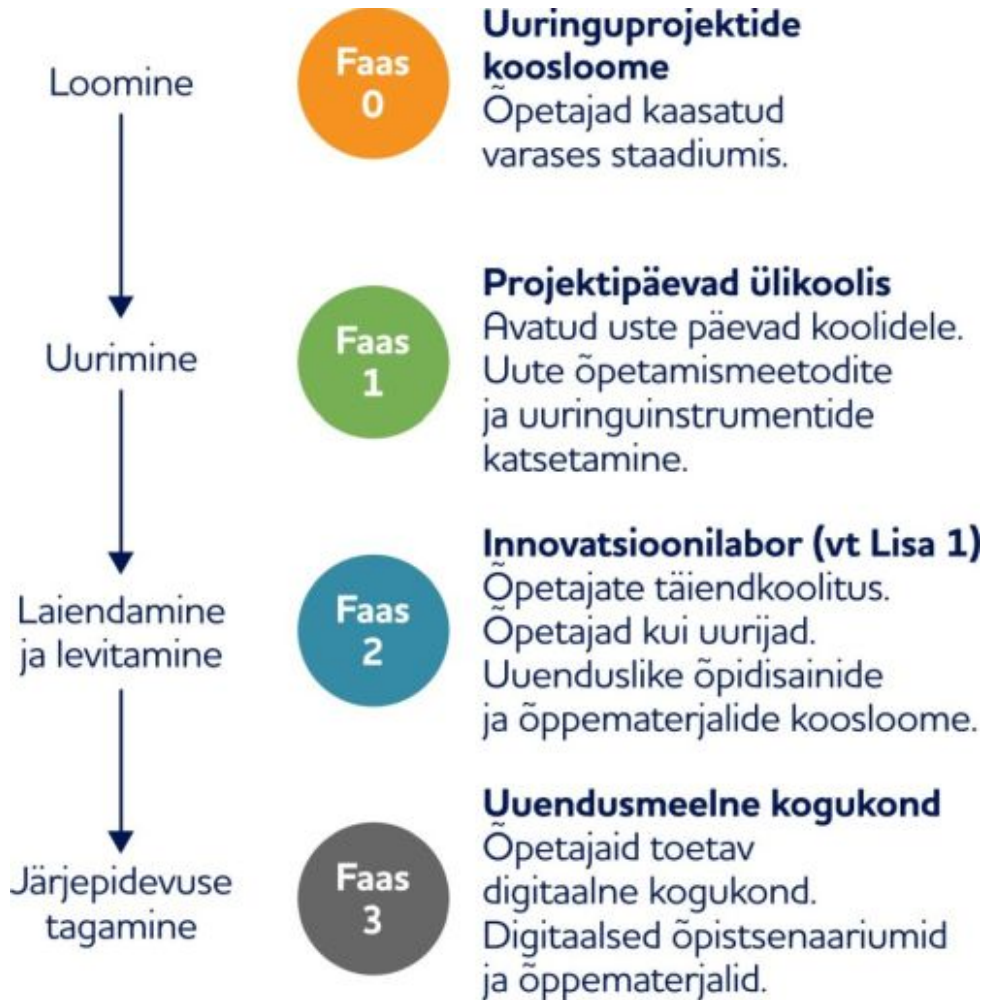 Loomine
Faas
0
Uuringuprojektide
koosloome
Õpetajad kaasatud
varases staadiumis.
Uurimine
Faas
1
Projektipäevad ülikoolis
Avatud uste päevad koolidele.
Uute õpetamismeetodite
ja uuringuinstrumentide
katsetamine.
Laiendamine
ja levitamine
Faas
2
Innovatsioonilabor (vt Lisa 1)
Õpetajate täiendkoolitus.
Õpetajad kui uurijad.
Uuenduslike õpidisainide
ja õppematerjalide koosloome.
Järjepidevuse
tagamine
Faas
3
Uuendusmeelne kogukond
Õpetajaid toetav
digitaalne kogukond.
Digitaalsed õpistsenaariumid
ja õppematerjalid.